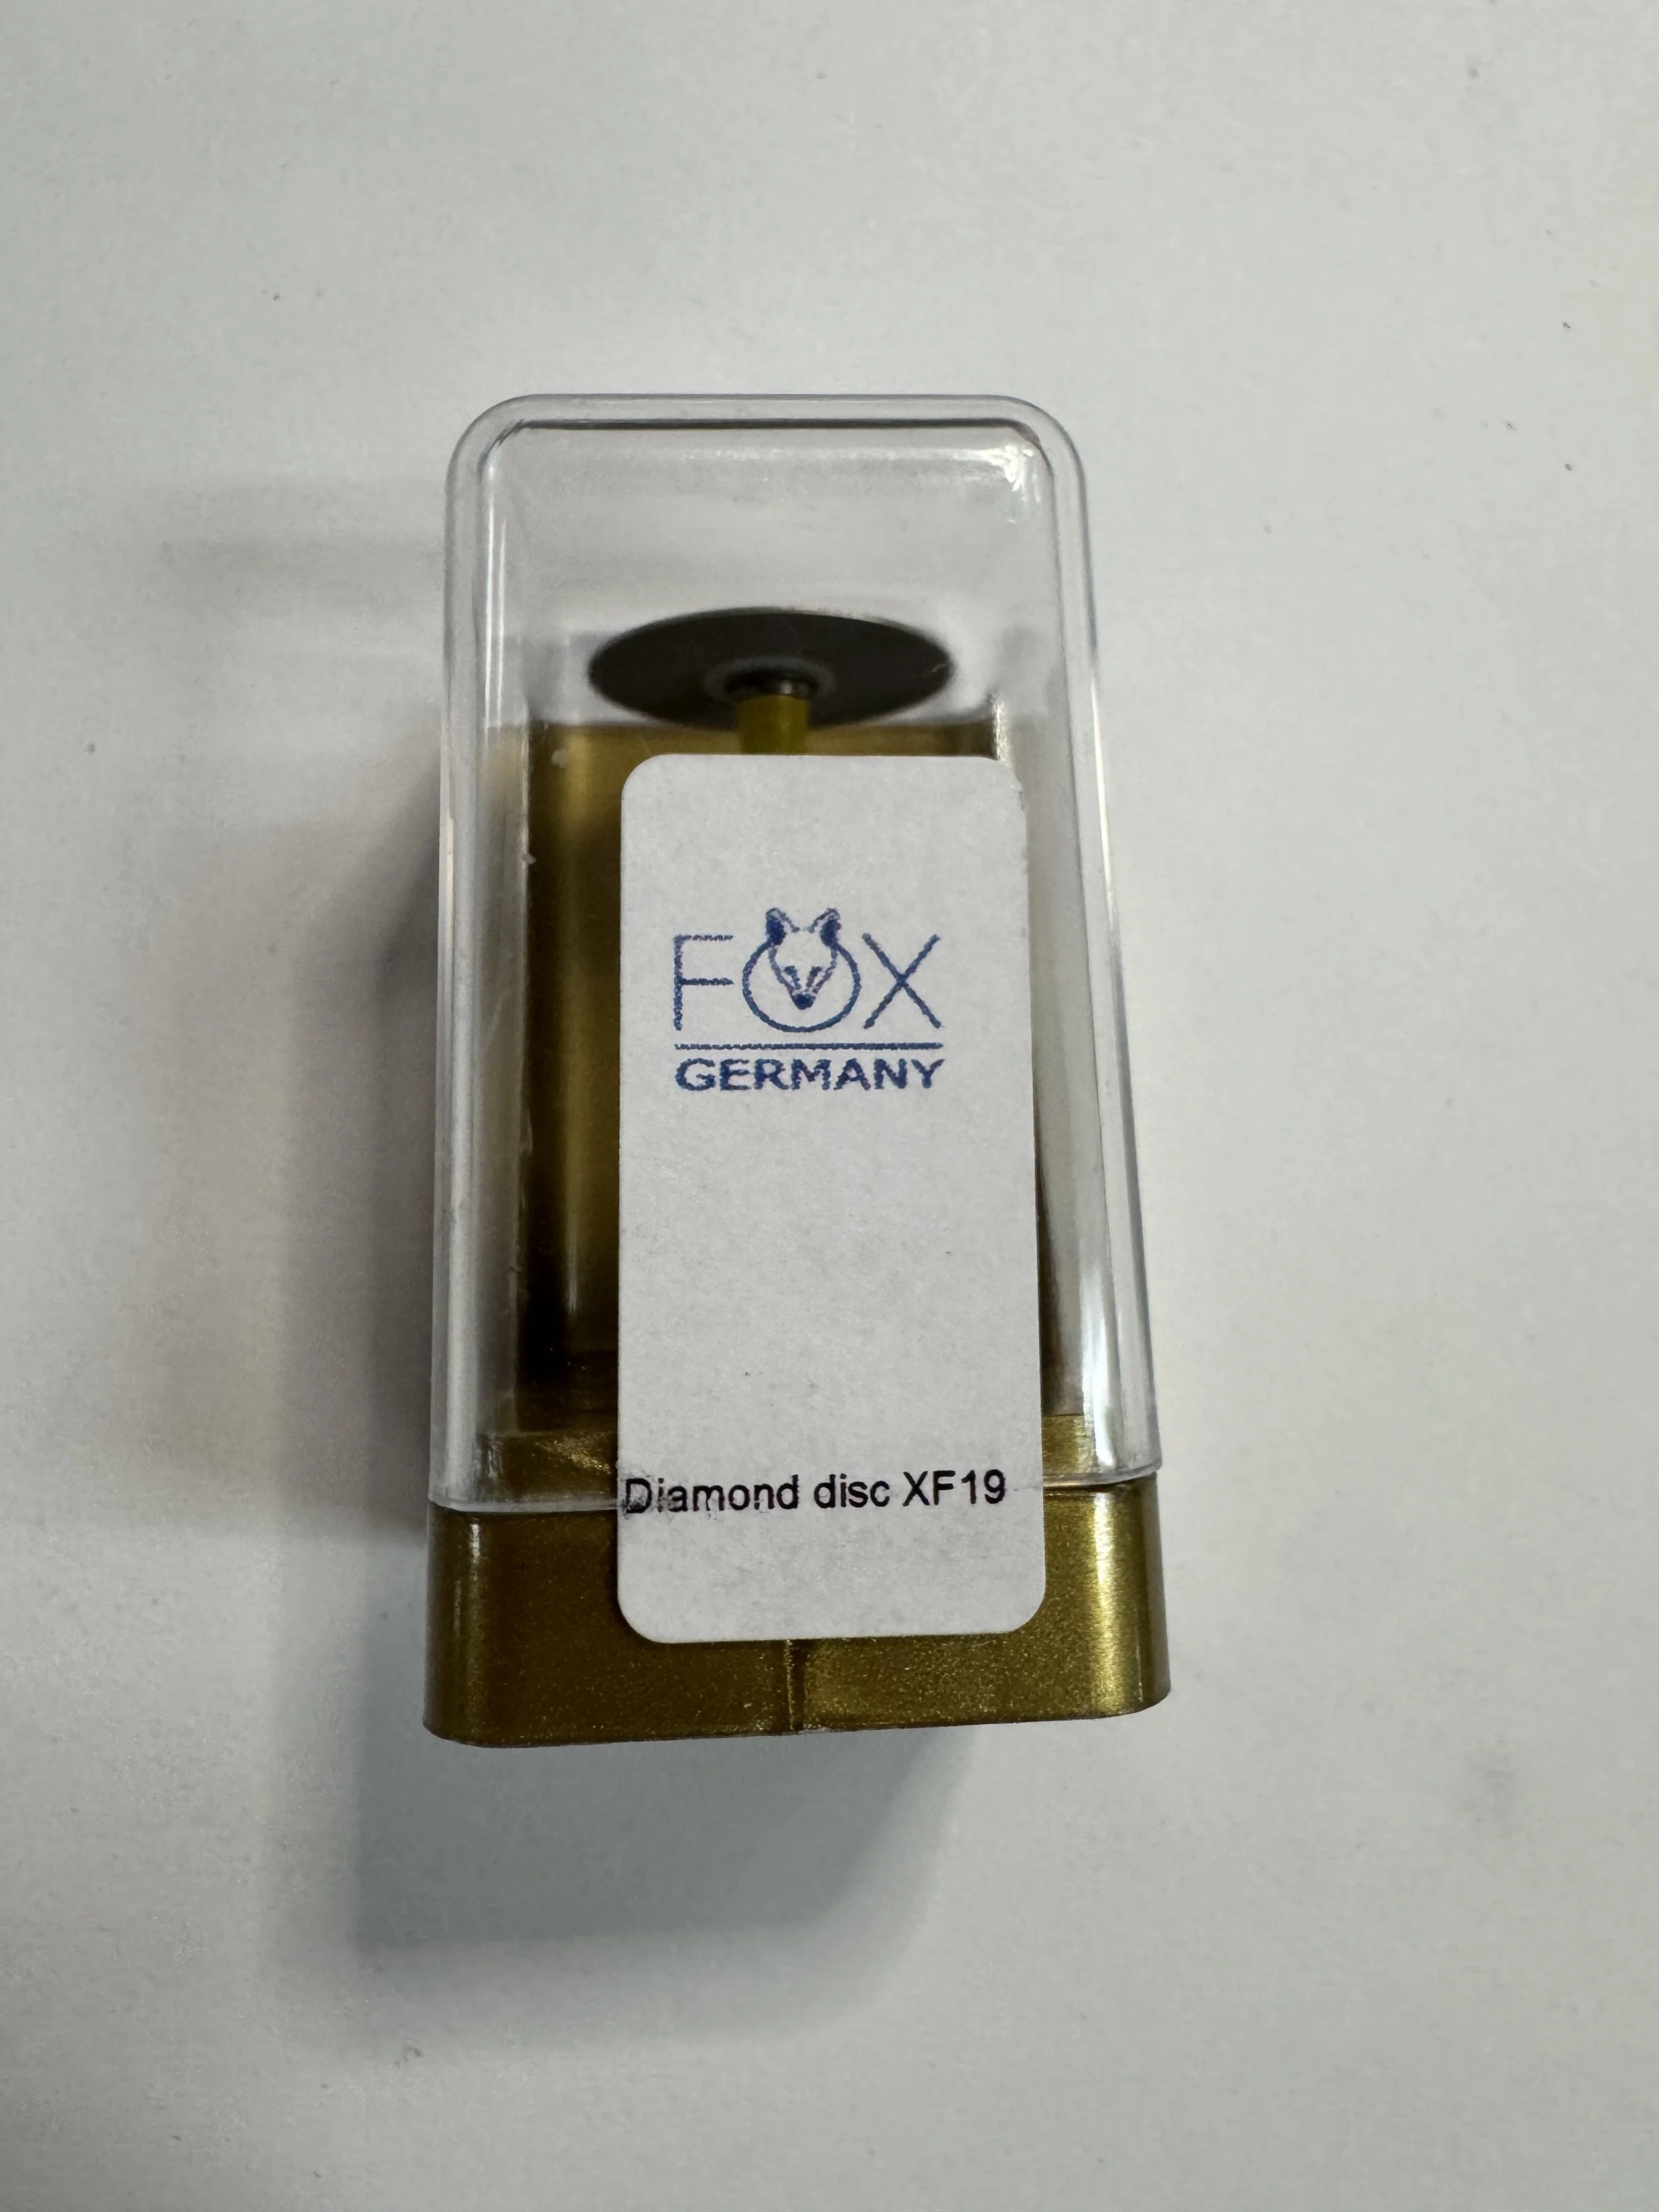 FOX
GERMANY
Diamond disc XF19